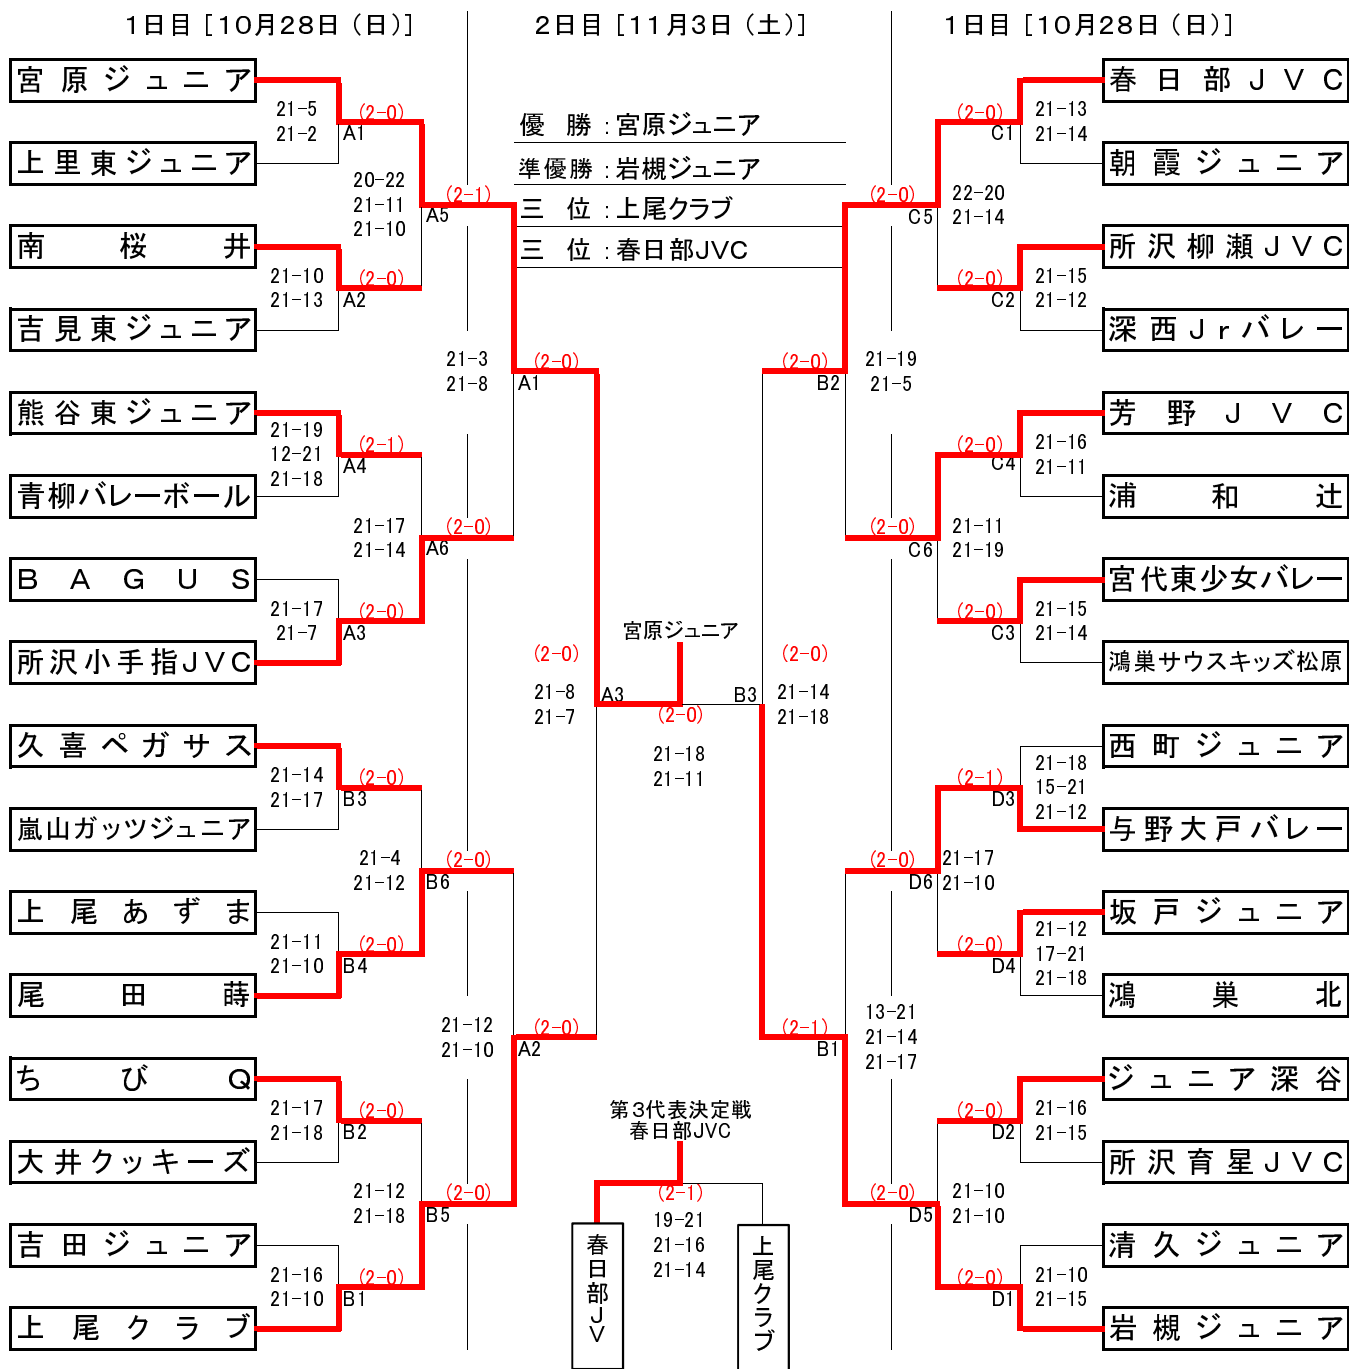 1日目［10月28日（日）］
2日目［11月3日（土）］
1日目［10月28日（日）］
宮原ジュニア
21-5
21-2
(2-0)
A1
上里東ジュニア
20-22
21-11
21-10
(2-1)
A5
南桜井
21-10
21-13
(2-0)
A2
吉見東ジュニア
21-3
21-8
(2-0)
A1
熊谷東ジュニア
21-19
12-21
21-18
(2-1)
A4
青柳バレーボール
21-17
21-14
(2-0)
A6
BAGUS
21-17
21-7
(2-0)
A3
所沢小手指JVC
(2-0)
21-8
21-7
A3
久喜ペガサス
21-14
21-17
(2-0)
B3
嵐山ガッツジュニア
21-4
21-12
(2-0)
B6
上尾あずま
21-11
21-10
(2-0)
B4
尾田蒔
21-12
21-10
(2-0)
A2
ちびQ
21-17
21-18
(2-0)
B2
大井クッキーズ
21-12
21-18
(2-0)
B5
吉田ジュニア
21-16
21-10
(2-0)
B1
上尾クラブ
優勝：宮原ジュニア
準優勝：岩槻ジュニア
三位：上尾クラブ
三位：春日部JVC
宮原ジュニア
(2-0)
21-18
21-11
第3代表決定戦
春日部JVC
(2-1)
19-21
21-16
21-14
春日部JV
上尾クラブ
春日部JVC
(2-0)
C1
21-13
21-14
朝霞ジュニア
(2-0)
C5
22-20
21-14
所沢柳瀬JVC
(2-0)
C2
21-15
21-12
深西Jrバレー
(2-0)
B2
21-19
21-5
芳野JVC
(2-0)
C4
21-16
21-11
浦和辻
(2-0)
C6
21-11
21-19
宮代東少女バレー
(2-0)
C3
21-15
21-14
鴻巣サウスキッズ松原
(2-0)
B3
21-14
21-18
西町ジュニア
(2-1)
D3
21-18
15-21
21-12
与野大戸バレー
(2-0)
D6
21-17
21-10
坂戸ジュニア
(2-0)
D4
21-12
17-21
21-18
鴻巣北
(2-1)
B1
13-21
21-14
21-17
ジュニア深谷
(2-0)
D2
21-16
21-15
所沢育星JVC
(2-0)
D5
21-10
21-10
清久ジュニア
(2-0)
D1
21-10
21-15
岩槻ジュニア